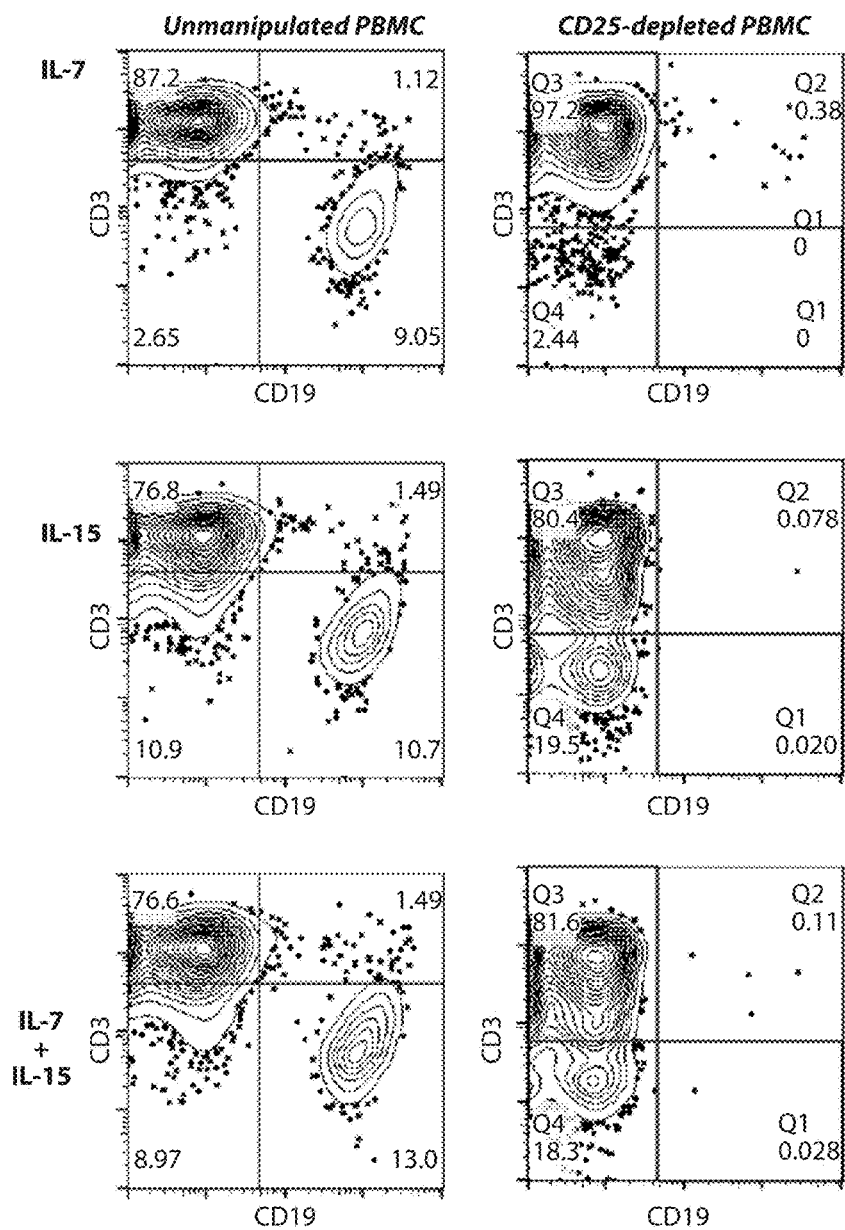 Unmanipulated PBMC
CD25-depleted PBMC
IL-7
87.2
1.12
CD3
2.65
9.05
CD19
Q3
97.2
Q2
0.38
CD3
Q1
0
Q4
2.44
Q1
0
CD19
IL-15
76.8
1.49
CD3
10.9
10.7
CD19
Q3
80.4
Q2
0.078
CD3
Q4
19.5
Q1
0.020
CD19
IL-7
+
IL-15
76.6
1.49
CD3
8.97
13.0
CD19
Q3
81.6
Q2
0.11
CD3
Q4
18.3
Q1
0.028
CD19